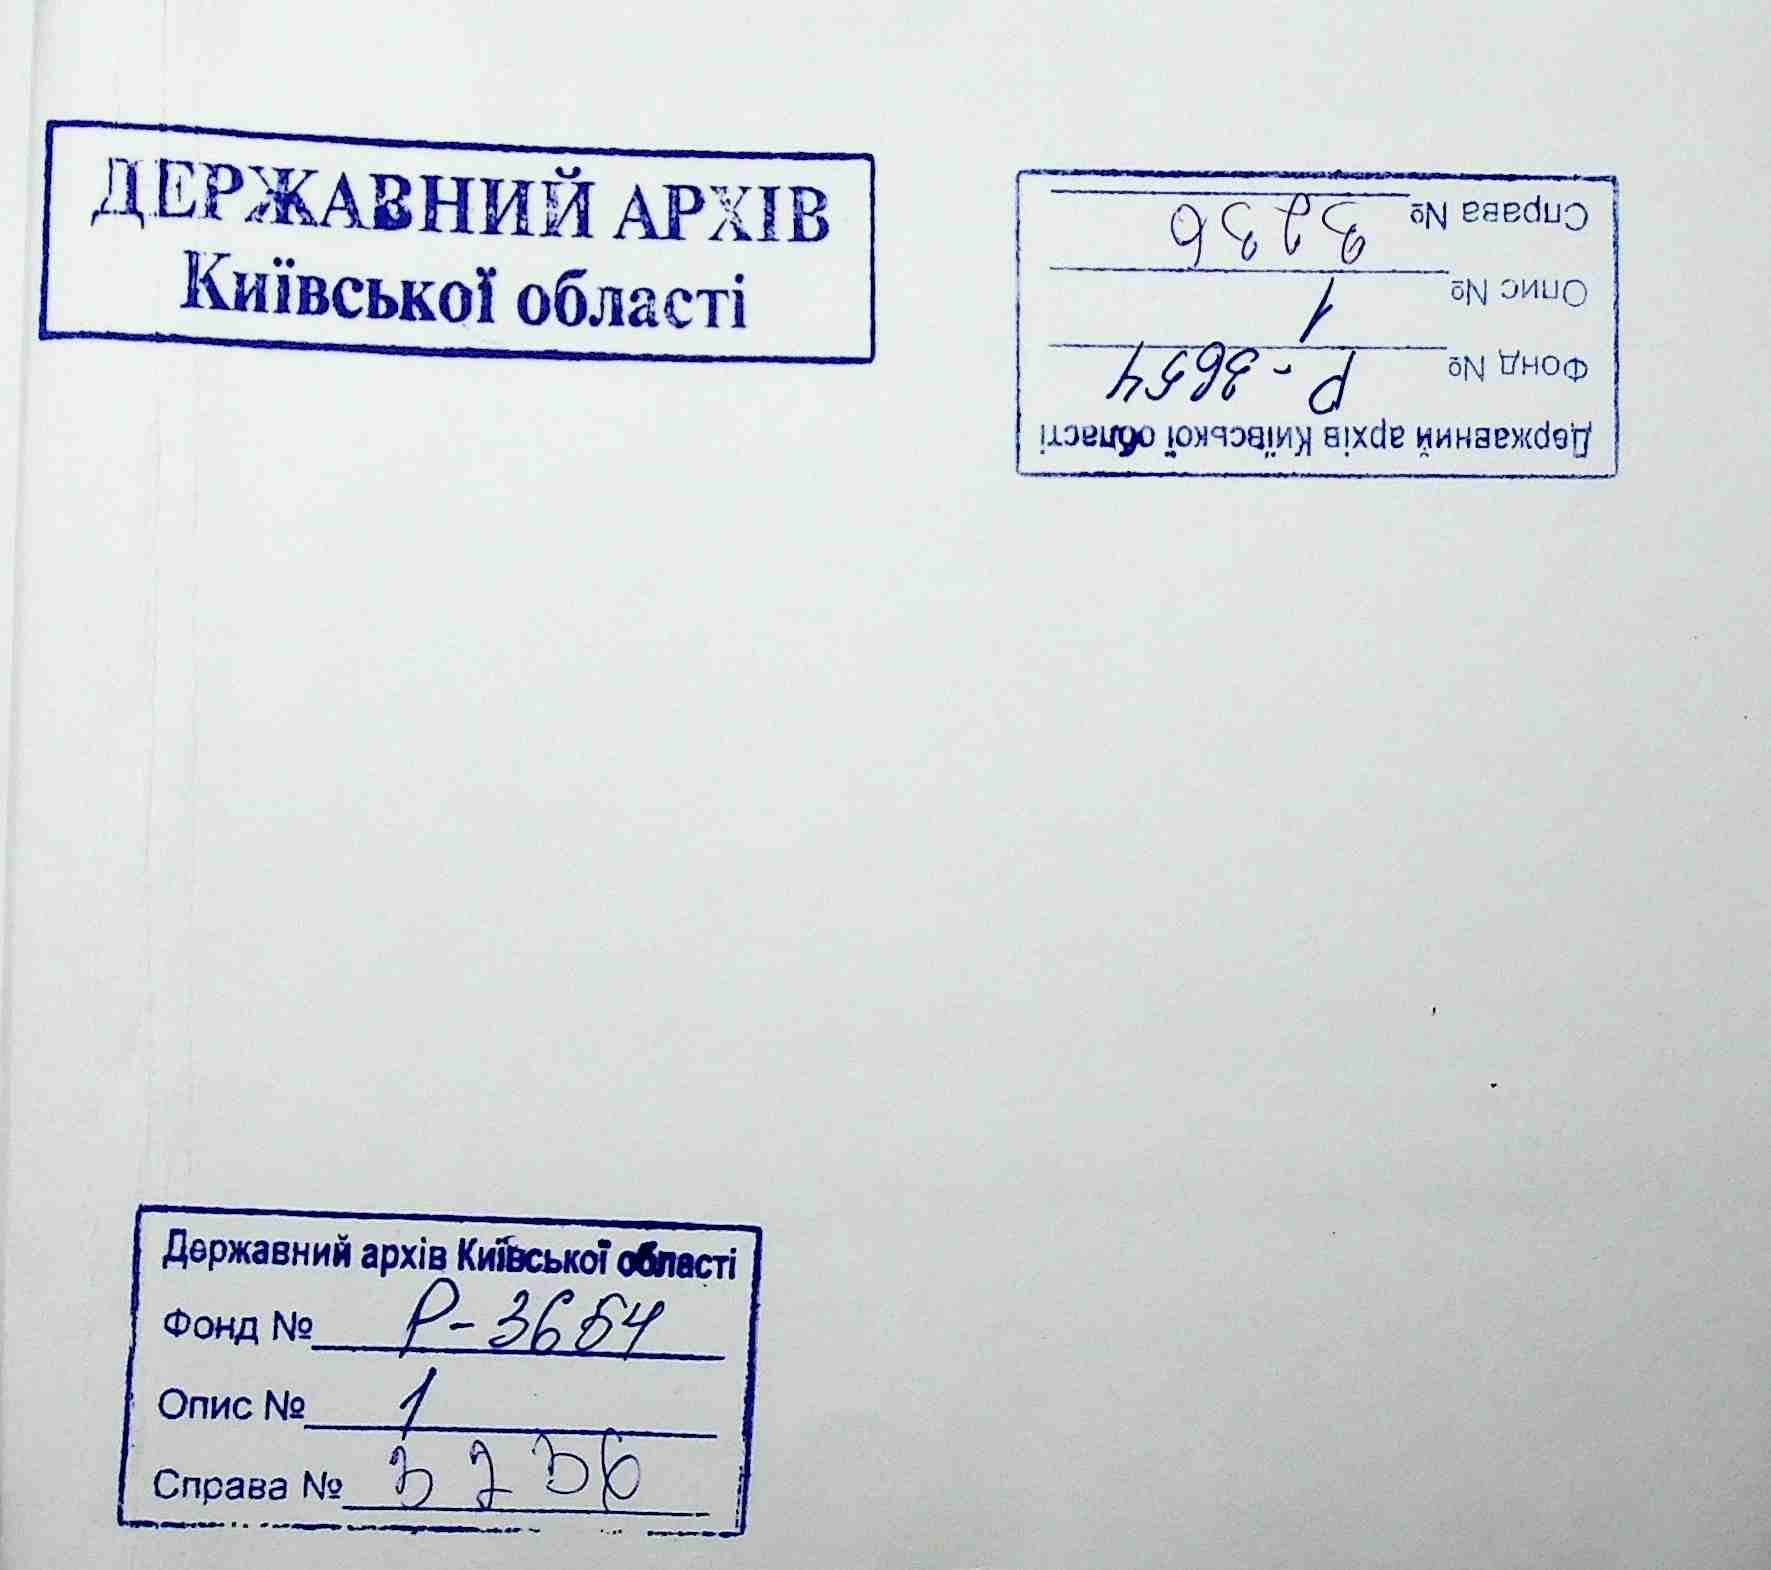 ДЕРЖАВНИЙ АРХІВ
Київської області
Державний архів Київської області
Фонд № Р-3654
Опис № 1
Справа № 3236
Державний архів Київської області
Фонд № Р-3654
Опис № 1
Справа № 3236